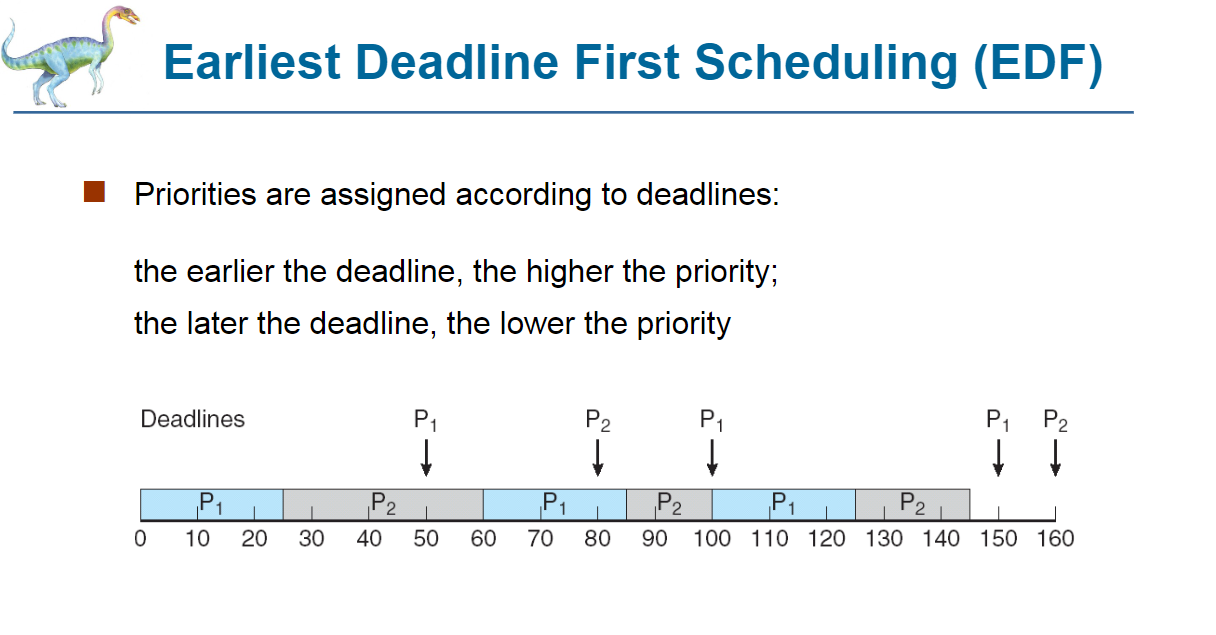 Earliest Deadline First Scheduling (EDF)
Priorities are assigned according to deadlines:
the earlier the deadline, the higher the priority;
the later the deadline, the lower the priority
Deadlines P₁ P₂ P₁ P₁ P₂
P₁ P₂ P₁ P₂ P₁ P₂
0 10 20 30 40 50 60 70 80 90 100 110 120 130 140 150 160